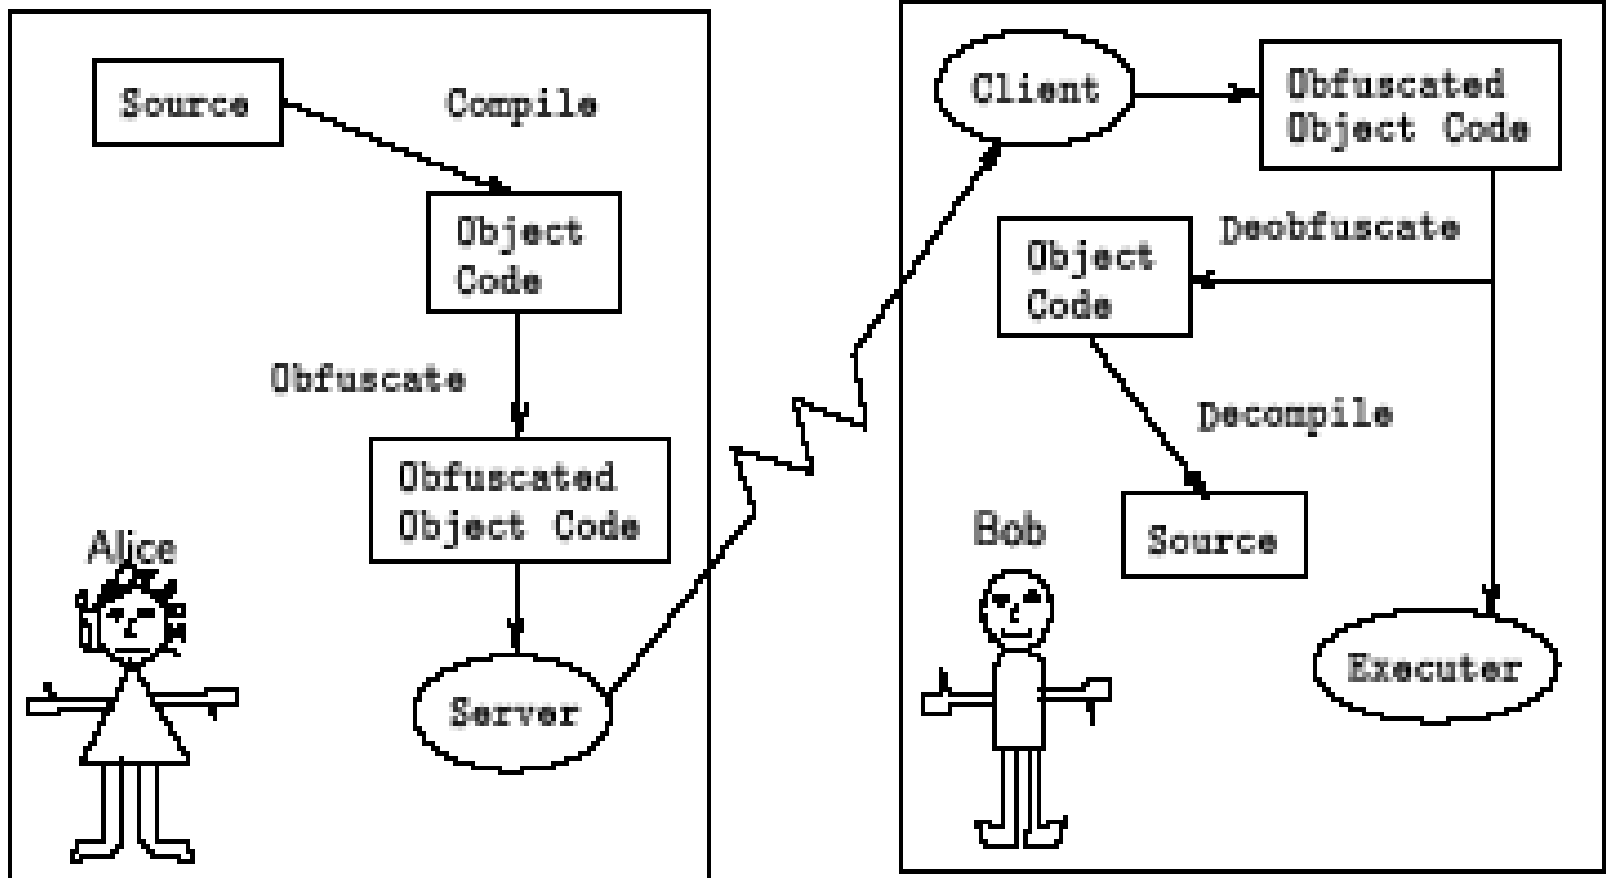 Source
Compile
Object
Code
Obfuscate
Obfuscated
Object Code
Alice
Server
Client
Obfuscated
Object Code
Deobfuscate
Object
Code
Decompile
Source
Bob
Executer